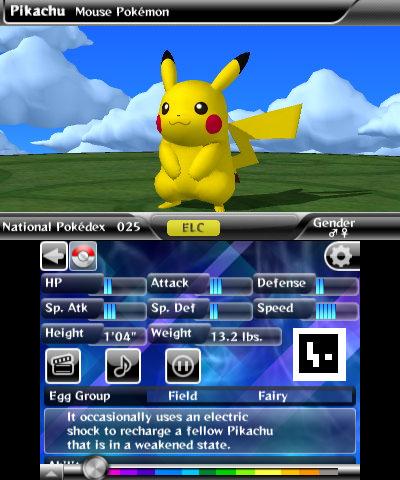 Pikachu Mouse Pokémon
National Pokédex 025 ELC Gender
♂♀
HP Attack Defense
Sp. Atk Sp. Def Speed
Height 1'04" Weight 13.2 lbs.
Egg Group Field Fairy
It occasionally uses an electric
shock to recharge a fellow Pikachu
that is in a weakened state.